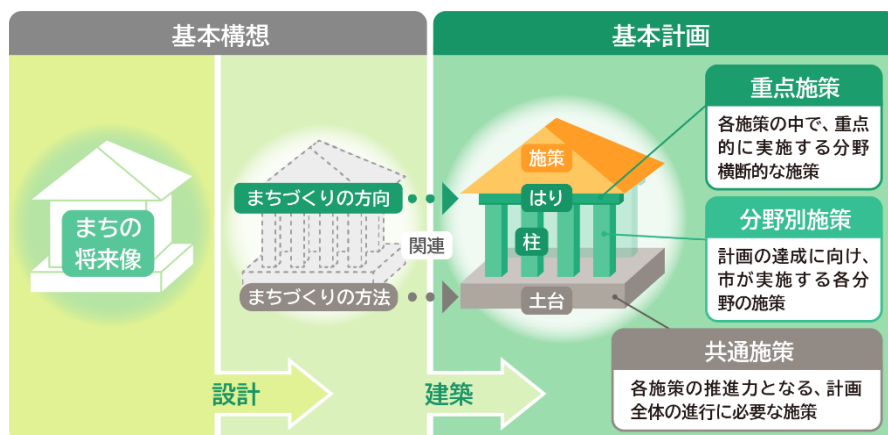 基本構想
基本計画
まちの
将来像
まちづくりの方向
関連
まちづくりの方法
施策
はり
柱
土台
重点施策
各施策の中で、重点
的に実施する分野
横断的な施策
分野別施策
計画の達成に向け、
市が実施する各分
野の施策
共通施策
各施策の推進力となる、計画
全体の進行に必要な施策
設計
建築